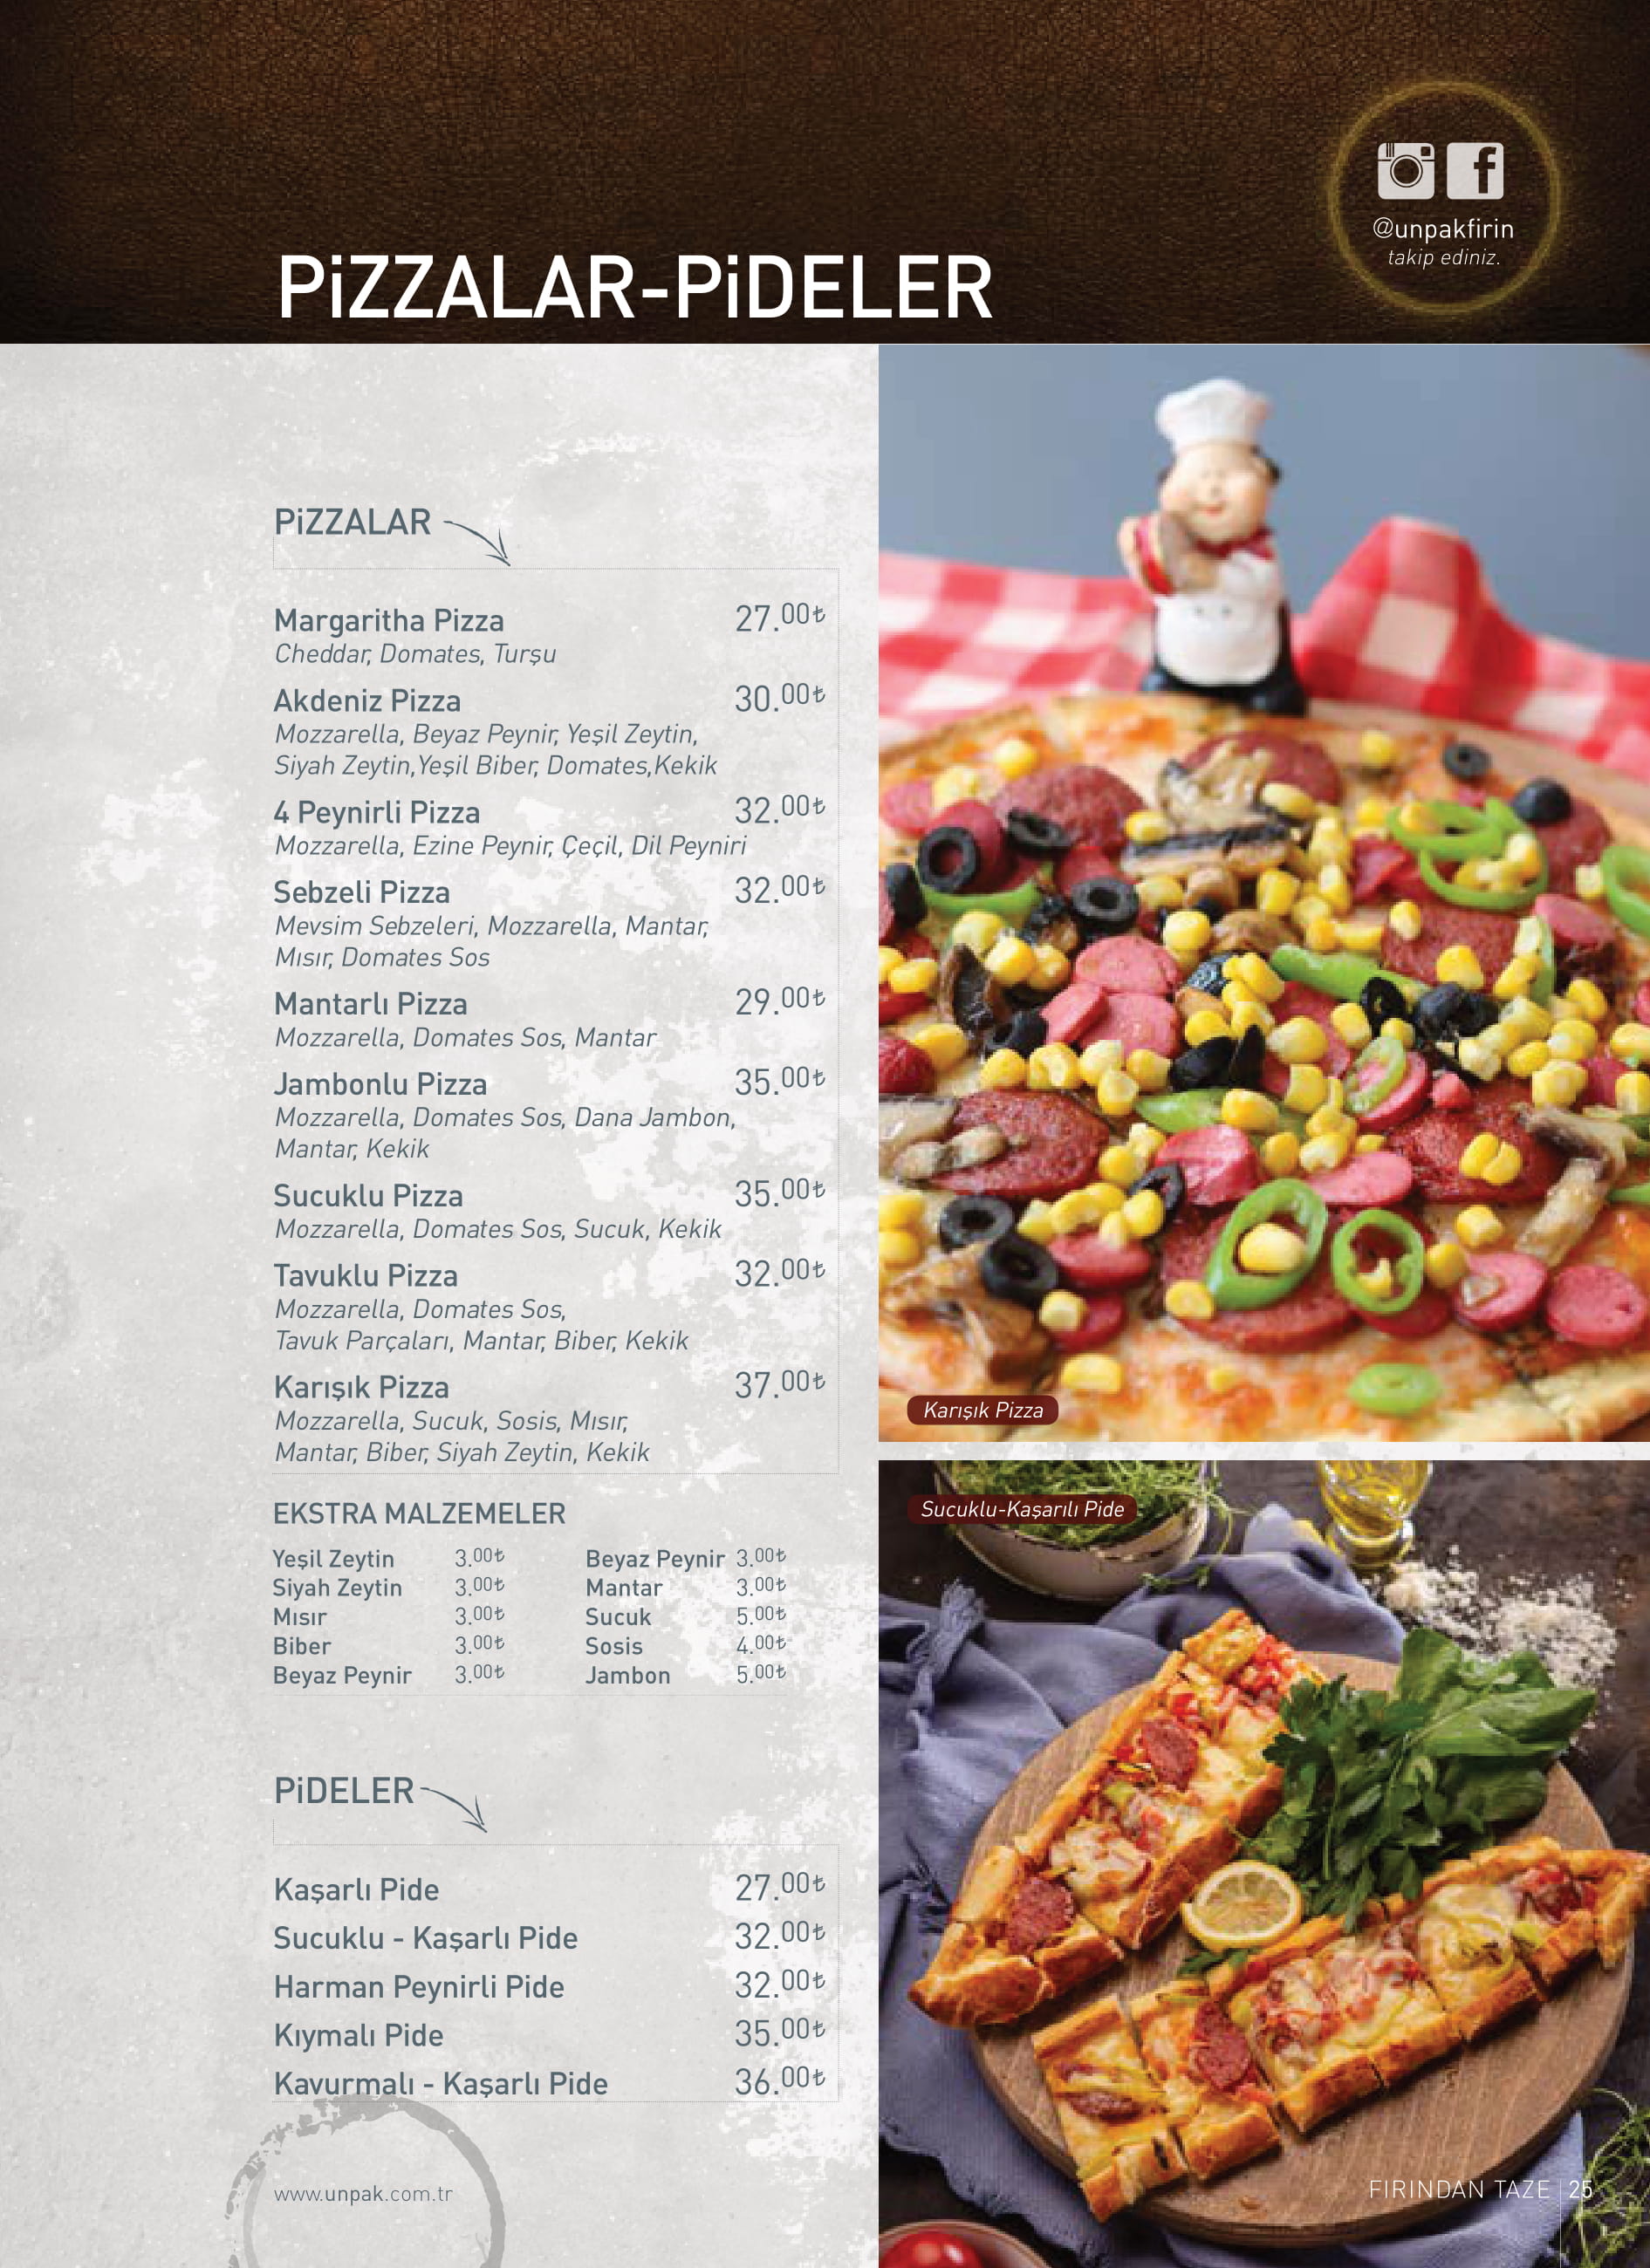 @unpakfirin
takip ediniz.
PiZZALAR-PiDELER
PiZZALAR
Margaritha Pizza 27.00₺
Cheddar, Domates, Turşu
Akdeniz Pizza 30.00₺
Mozzarella, Beyaz Peynir, Yeşil Zeytin,
Siyah Zeytin,Yeşil Biber, Domates,Kekik
4 Peynirli Pizza 32.00₺
Mozzarella, Ezine Peynir, Çeçil, Dil Peyniri
Sebzeli Pizza 32.00₺
Mevsim Sebzeleri, Mozzarella, Mantar,
Mısır, Domates Sos
Mantarlı Pizza 29.00₺
Mozzarella, Domates Sos, Mantar
Jambonlu Pizza 35.00₺
Mozzarella, Domates Sos, Dana Jambon,
Mantar, Kekik
Sucuklu Pizza 35.00₺
Mozzarella, Domates Sos, Sucuk, Kekik
Tavuklu Pizza 32.00₺
Mozzarella, Domates Sos,
Tavuk Parçaları, Mantar, Biber, Kekik
Karışık Pizza 37.00₺
Mozzarella, Sucuk, Sosis, Mısır,
Mantar, Biber, Siyah Zeytin, Kekik
EKSTRA MALZEMELER
Yeşil Zeytin 3.00₺ Beyaz Peynir 3.00₺
Siyah Zeytin 3.00₺ Mantar 3.00₺
Mısır 3.00₺ Sucuk 5.00₺
Biber 3.00₺ Sosis 4.00₺
Beyaz Peynir 3.00₺ Jambon 5.00₺
PiDELER
Kaşarlı Pide 27.00₺
Sucuklu - Kaşarlı Pide 32.00₺
Harman Peynirli Pide 32.00₺
Kıymalı Pide 35.00₺
Kavurmalı - Kaşarlı Pide 36.00₺
www.unpak.com.tr
Karışık Pizza
Sucuklu-Kaşarılı Pide
FIRINDAN TAZE 25